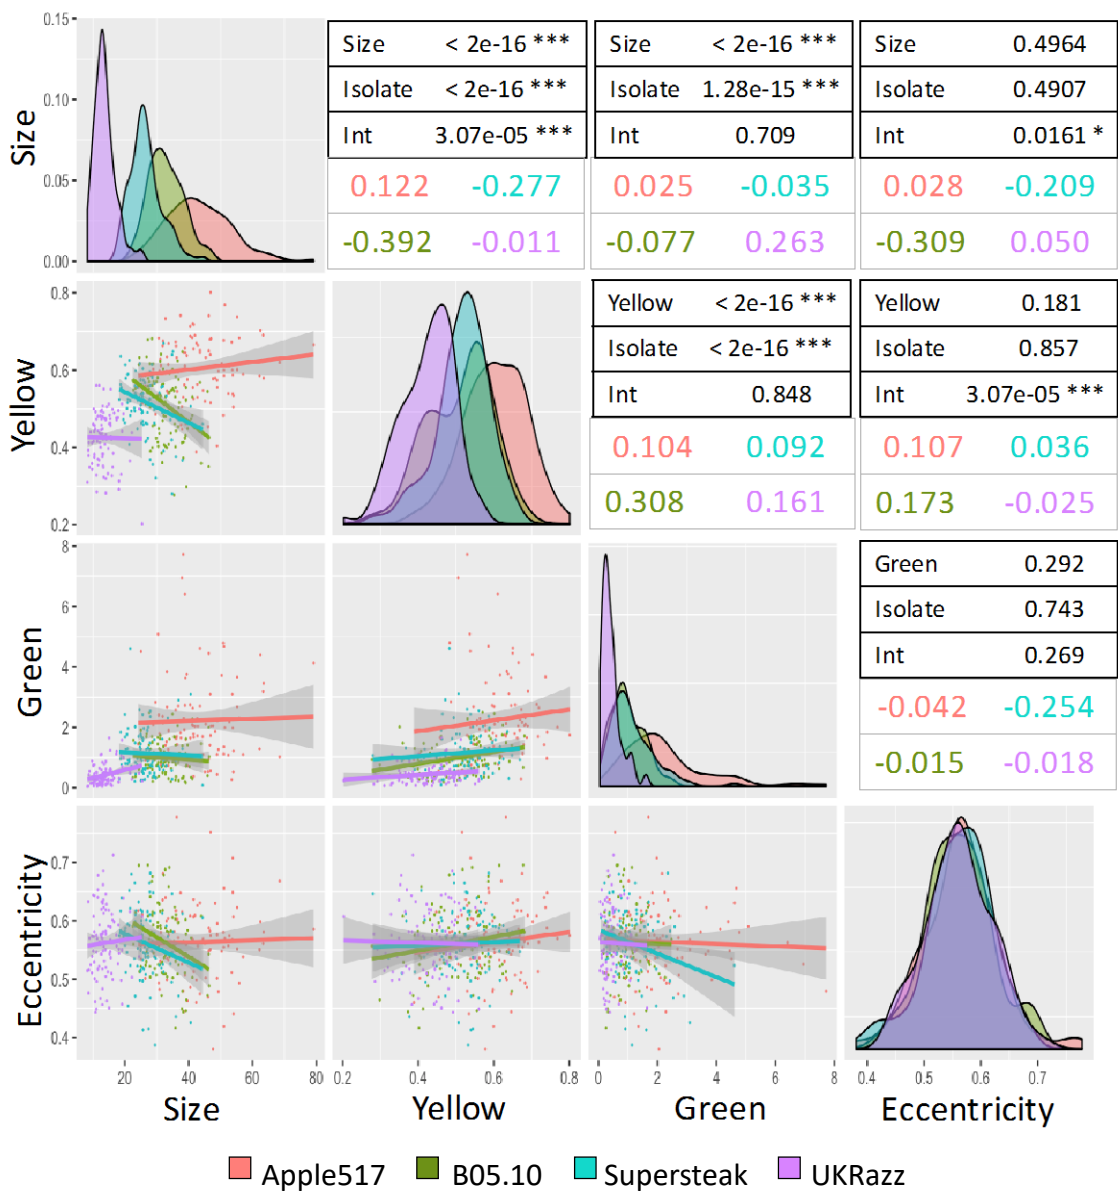 0.15
0.10
0.05
0.00
Size
Size < 2e-16 ***
Isolate < 2e-16 ***
Int 3.07e-05 ***
0.122 -0.277
-0.392 -0.011
Size < 2e-16 ***
Isolate 1.28e-15 ***
Int 0.709
0.025 -0.035
-0.077 0.263
Size 0.4964
Isolate 0.4907
Int 0.0161 *
0.028 -0.209
-0.309 0.050
0.8
0.6
0.4
0.2
Yellow
Yellow < 2e-16 ***
Isolate < 2e-16 ***
Int 0.848
0.104 0.092
0.308 0.161
Yellow 0.181
Isolate 0.857
Int 3.07e-05 ***
0.107 0.036
0.173 -0.025
8
6
4
2
0
Green
Green 0.292
Isolate 0.743
Int 0.269
-0.042 -0.254
-0.015 -0.018
0.7
0.6
0.5
0.4
Eccentricity
20 40 60 80
0.2 0.4 0.6 0.8
0 2 4 6 8
0.4 0.5 0.6 0.7
Size Yellow Green Eccentricity
Apple517 B05.10 Supersteak UKRazz